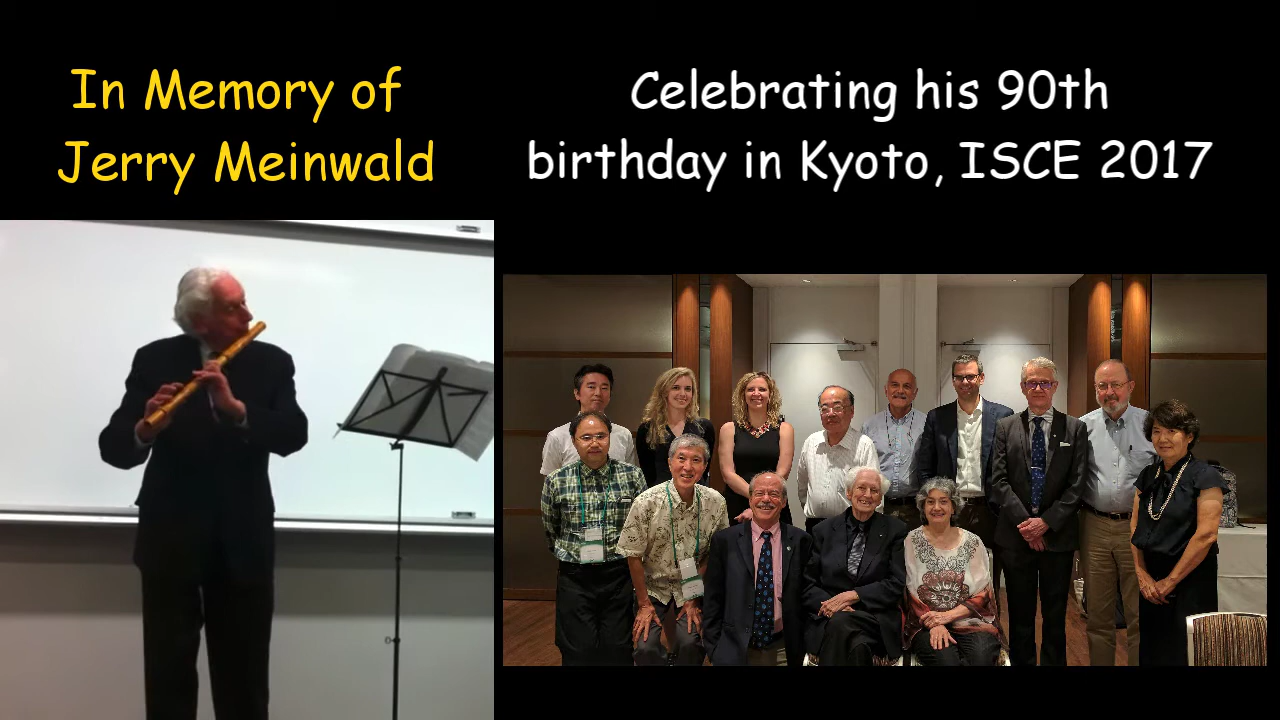 In Memory of
Jerry Meinwald
Celebrating his 90th
birthday in Kyoto, ISCE 2017